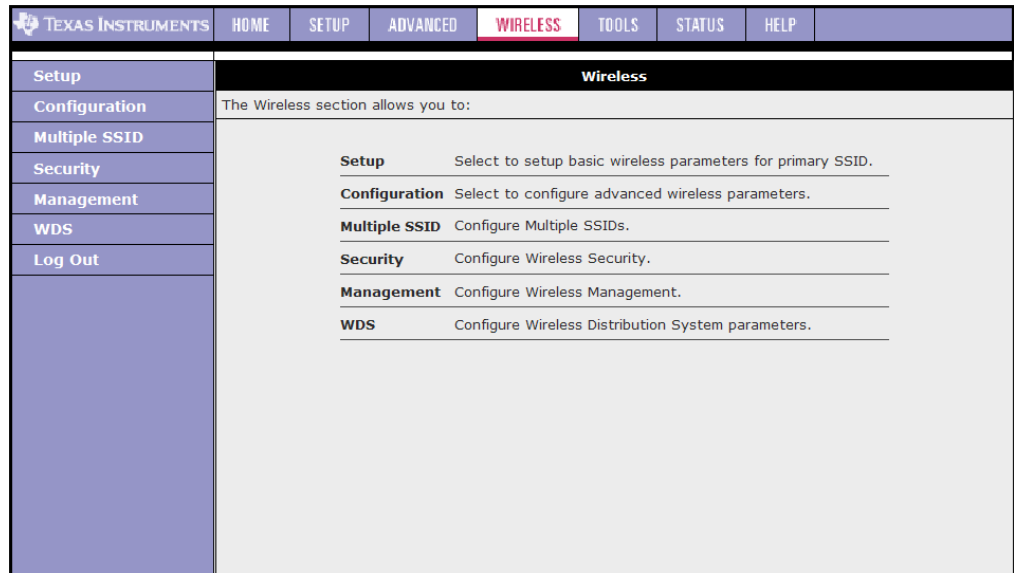 TEXAS INSTRUMENTS HOME SETUP ADVANCED WIRELESS TOOLS STATUS HELP
Setup
Configuration
Multiple SSID
Security
Management
WDS
Log Out
Wireless
The Wireless section allows you to:
Setup Select to setup basic wireless parameters for primary SSID.
Configuration Select to configure advanced wireless parameters.
Multiple SSID Configure Multiple SSIDs.
Security Configure Wireless Security.
Management Configure Wireless Management.
WDS Configure Wireless Distribution System parameters.